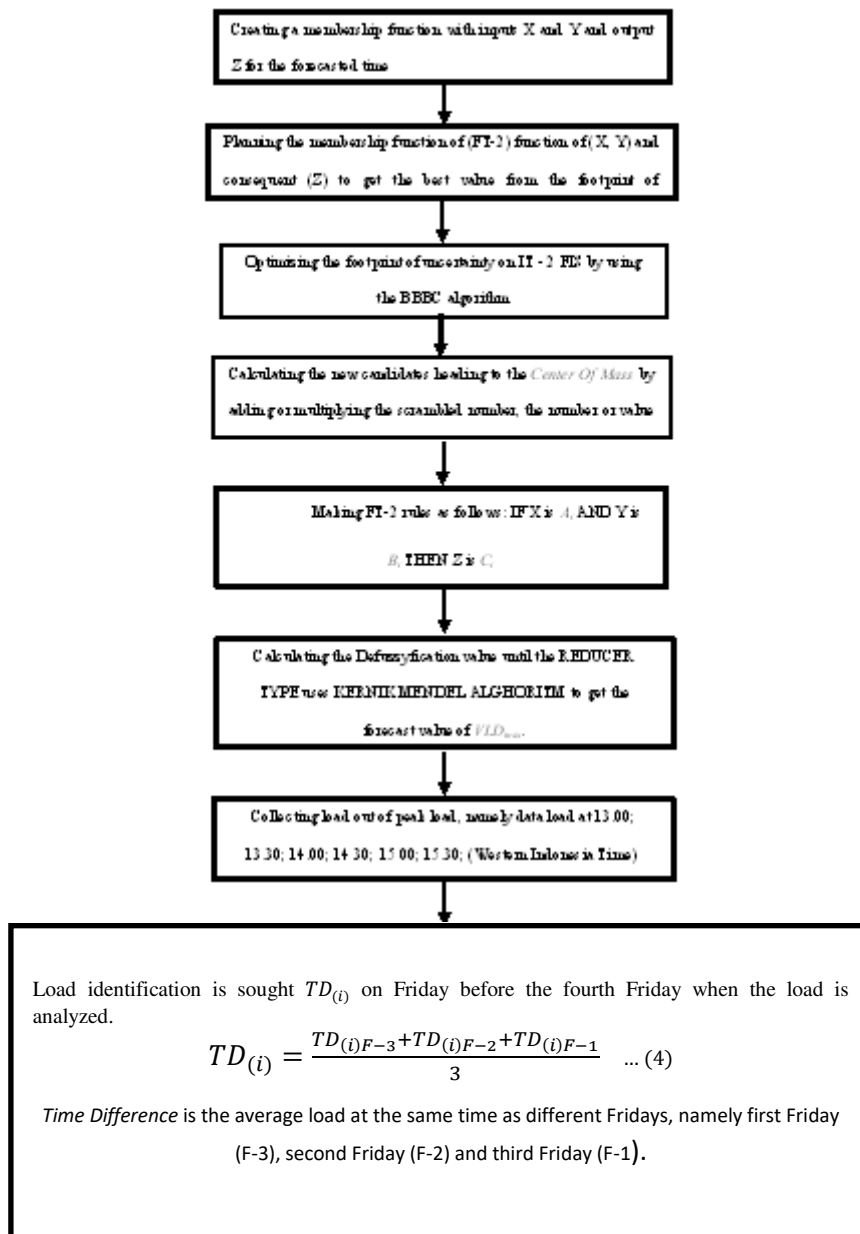 Creating a membership function with inputs X and Y and output
Z for the forecasted time
Planning the membership function of (FT-2) function of (X, Y) and
consequent (Z) to get the best value from the footprint of
Optimising the footprint of uncertainty on IT - 2 FIS by using
the BBBC algorithm
Calculating the new candidates heading to the Center Of Mass by
adding or multiplying the scrambled number, the number or value
Making FT-2 rules as follows: IF X is A, AND Y is
B, THEN Z is C,
Calculating the Defuzzyfication value until the REDUCER
TYPE uses KERNIK MENDEL ALGHORITM to get the
forecast value of
Collecting load out of peak load, namely data load at 13.00;
13.30; 14.00; 14.30; 15.00; 15.30; (Western Indonesia Time)
Load identification is sought TD(i) on Friday before the fourth Friday when the load is
analyzed.
TD(i) = TD(i)F−3+TD(i)F−2+TD(i)F−1 / 3 ... (4)
Time Difference is the average load at the same time as different Fridays, namely first Friday
(F-3), second Friday (F-2) and third Friday (F-1).